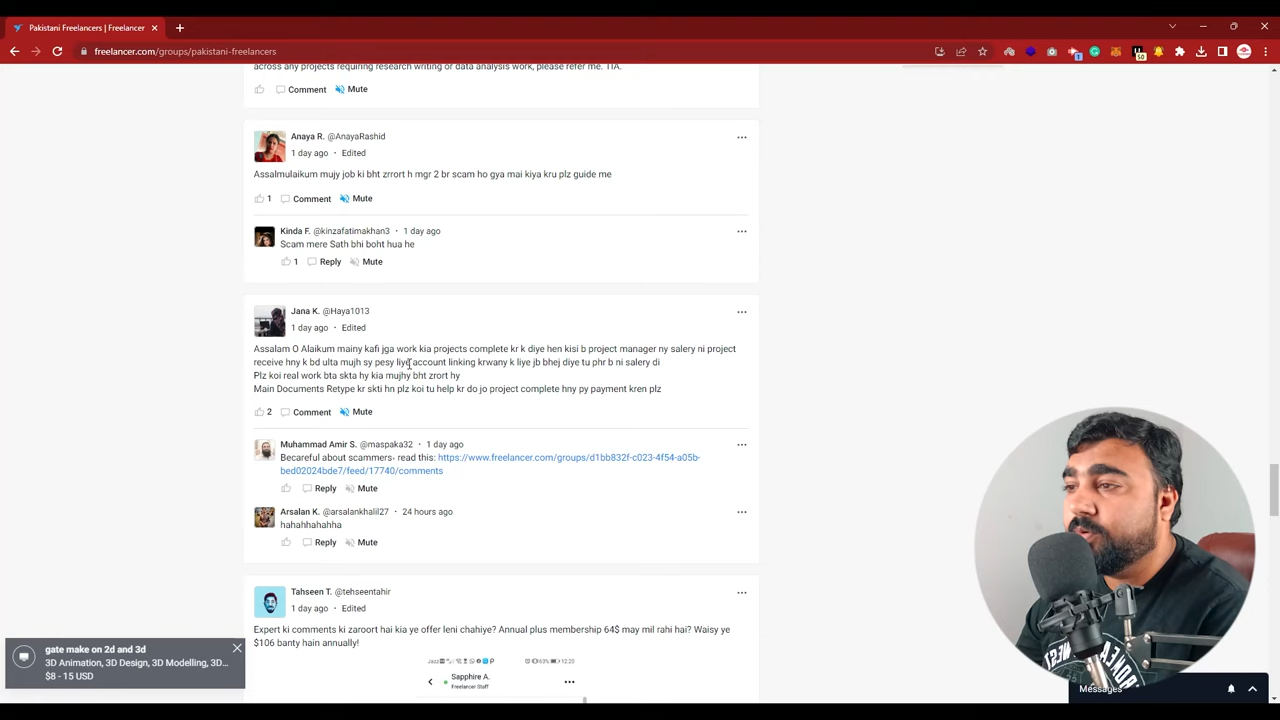 Pakistani Freelancers | Freelancer
freelancer.com/groups/pakistani-freelancers
across any projects requiring research writing or data analysis work, please refer me. TIA.
Comment Mute
Anaya R. @AnayaRashid
1 day ago · Edited
Assalmulaikum mujy job ki bht zrrort h mgr 2 br scam ho gya mai kiya kru plz guide me
1 Comment Mute
Kinda F. @kinzafatimakhan3 · 1 day ago
Scam mere Sath bhi boht hua he
1 Reply Mute
Jana K. @Haya1013
1 day ago · Edited
Assalam O Alaikum mainy kafi jga work kia projects complete kr k diye hen kisi b project manager ny salery ni project
receive hny k bd ulta mujh sy pesy liye account linking krwany k liye jb bhej diye tu phr b ni salery di
Plz koi real work bta skta hy kia mujhy bht zrort hy
Main Documents Retype kr skti hn plz koi tu help kr do jo project complete hny py payment kren plz
2 Comment Mute
Muhammad Amir S. @maspaka32 · 1 day ago
Becareful about scammers، read this: https://www.freelancer.com/groups/d1bb832f-c023-4f54-a05b-
bed02024bde7/feed/17740/comments
Reply Mute
Arsalan K. @arsalankhalil27 · 24 hours ago
hahahhahahha
Reply Mute
Tahseen T. @tehseentahir
1 day ago · Edited
Expert ki comments ki zaroort hai kia ye offer leni chahiye? Annual plus membership 64$ may mil rahi hai? Waisy ye
$106 banty hain annually!
Jazz 63% 12:20
Sapphire A.
Freelancer Staff
gate make on 2d and 3d
3D Animation, 3D Design, 3D Modelling, 3D...
$8 - 15 USD
Messages